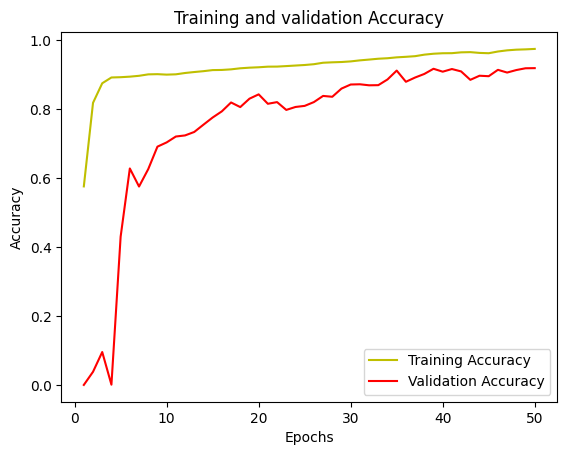 Training and validation Accuracy
1.0
0.8
0.6
0.4
0.2
0.0
Accuracy
Training Accuracy
Validation Accuracy
0
10
20
30
40
50
Epochs